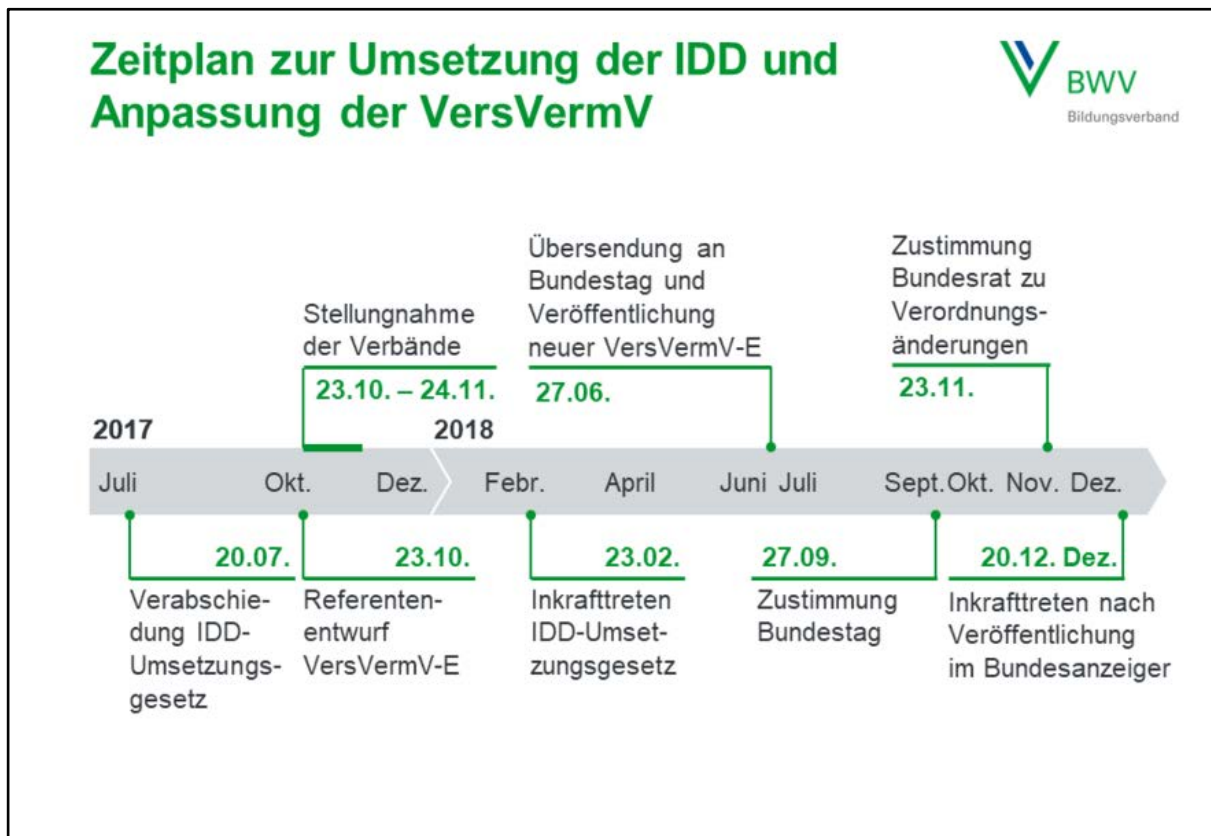 Zeitplan zur Umsetzung der IDD und
Anpassung der VersVermV
BWV
Bildungsverband
Stellungnahme
der Verbände
23.10. – 24.11.
Übersendung an
Bundestag und
Veröffentlichung
neuer VersVermV-E
27.06.
Zustimmung
Bundesrat zu
Verordnungs-
änderungen
23.11.
2017
2018
Juli Okt. Dez. Febr. April Juni Juli Sept. Okt. Nov. Dez.
20.07.
Verabschie-
dung IDD-
Umsetzungs-
gesetz
23.10.
Referenten-
entwurf
VersVermV-E
23.02.
Inkrafttreten
IDD-Umset-
zungsgesetz
27.09.
Zustimmung
Bundestag
20.12. Dez.
Inkrafttreten nach
Veröffentlichung
im Bundesanzeiger